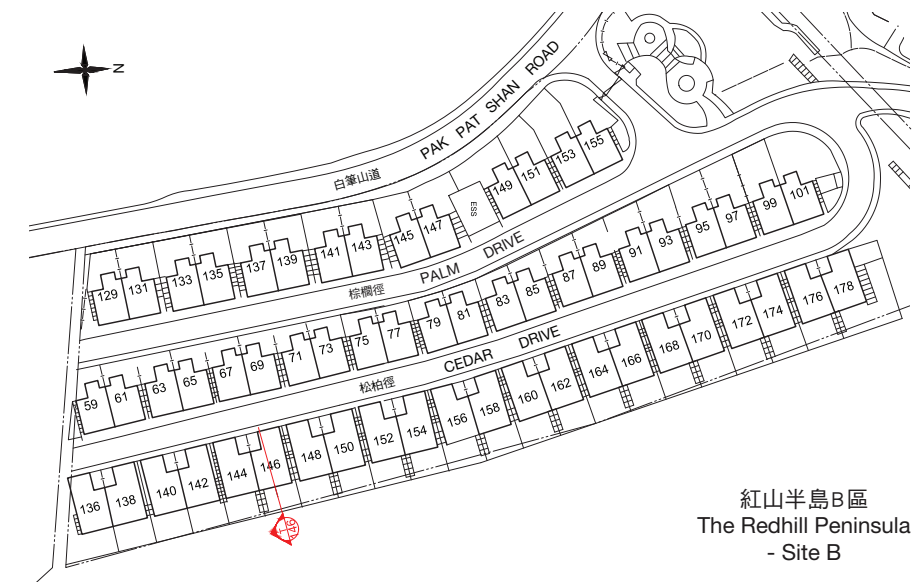 N
PAK PAT SHAN ROAD
白筆山道
129 131 133 135 137 139 141 143 145 147 ESS 149 151 153 155
棕櫚徑 PALM DRIVE
59 61 63 65 67 69 71 73 75 77 79 81 83 85 87 89 91 93 95 97 99 101
松柏徑 CEDAR DRIVE
136 138 140 142 144 146 148 150 152 154 156 158 160 162 164 166 168 170 172 174 176 178
紅山半島B區
The Redhill Peninsula
- Site B